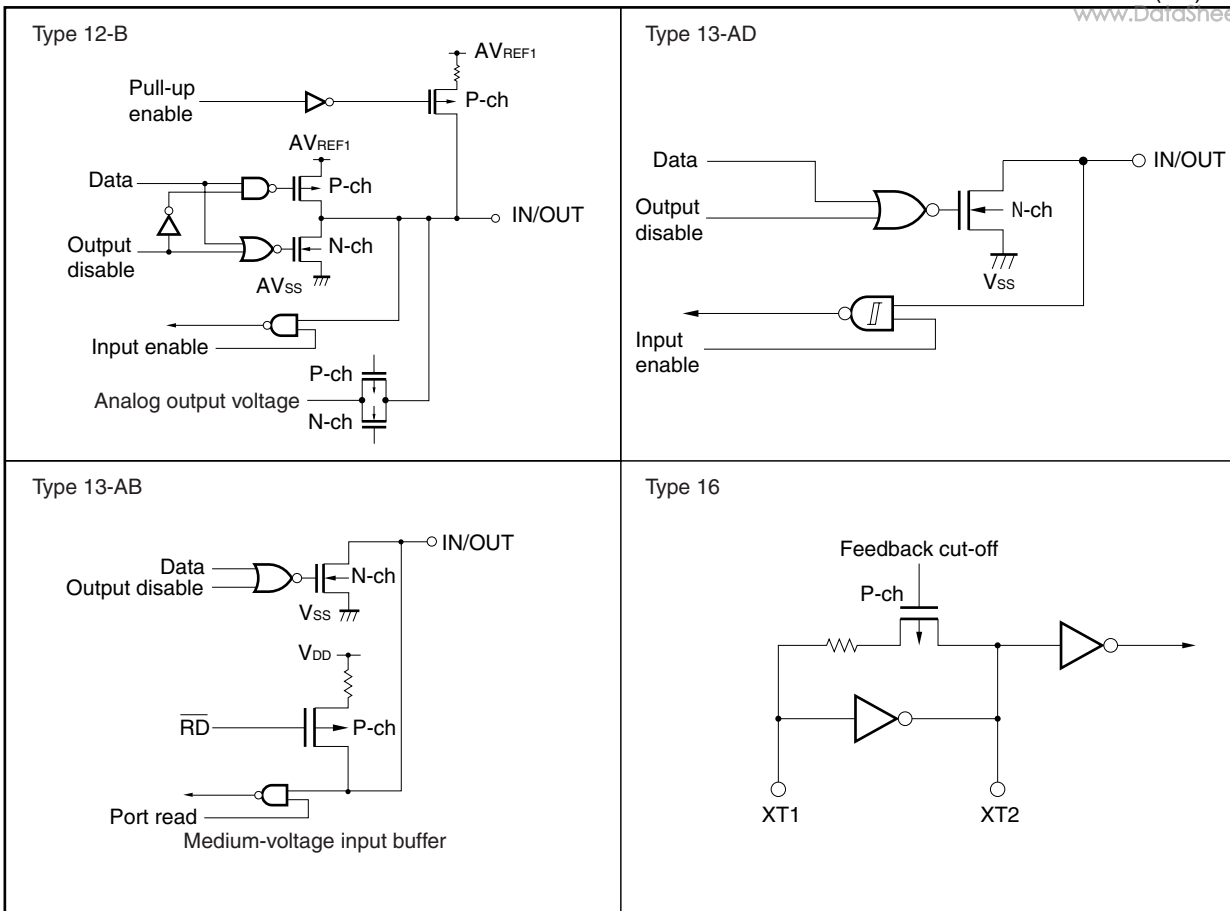 www.DataShee
Type 12-B
AVREF1
Pull-up
enable
P-ch
AVREF1
Data
P-ch
IN/OUT
Output
disable
N-ch
AVSS
Input enable
P-ch
Analog output voltage
N-ch
Type 13-AD
Data
IN/OUT
Output
disable
N-ch
VSS
Input
enable
Type 13-AB
IN/OUT
Data
Output disable
N-ch
VSS
VDD
RD
P-ch
Port read
Medium-voltage input buffer
Type 16
Feedback cut-off
P-ch
XT1
XT2